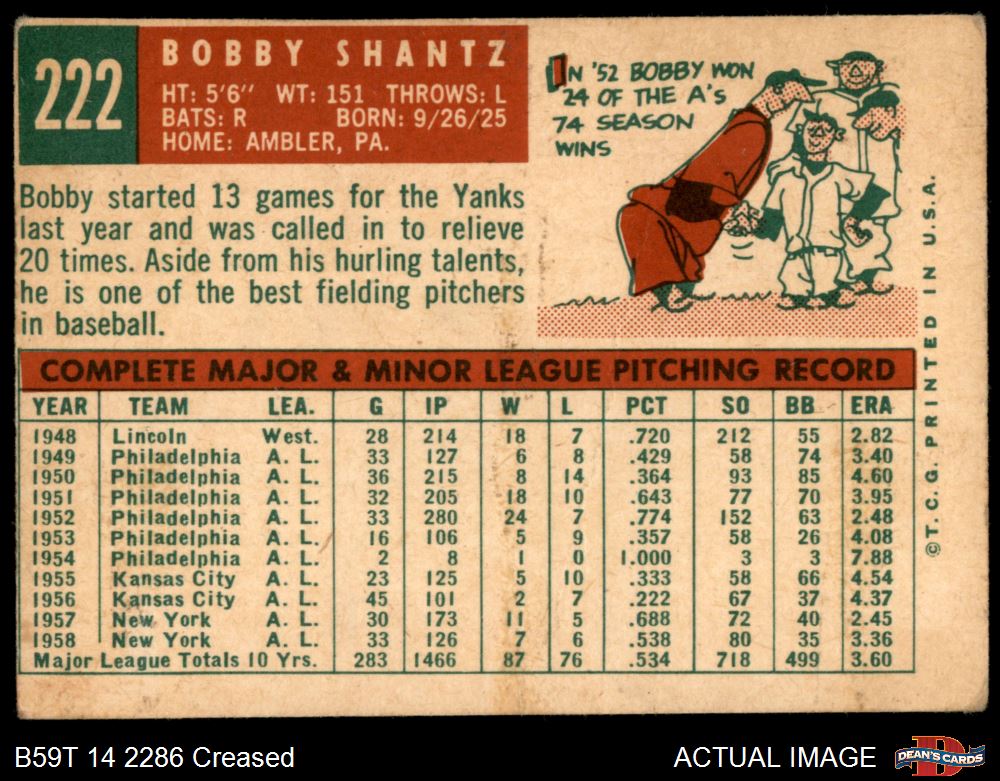 222
BOBBY SHANTZ
HT: 5'6" WT: 151 THROWS: L
BATS: R BORN: 9/26/25
HOME: AMBLER, PA.
IN '52 BOBBY WON
24 OF THE A's
74 SEASON
WINS
Bobby started 13 games for the Yanks
last year and was called in to relieve
20 times. Aside from his hurling talents,
he is one of the best fielding pitchers
in baseball.
COMPLETE MAJOR & MINOR LEAGUE PITCHING RECORD
YEAR TEAM LEA. G IP W L PCT SO BB ERA
1948 Lincoln West. 28 214 18 7 .720 212 55 2.82
1949 Philadelphia A. L. 33 127 6 8 .429 58 74 3.40
1950 Philadelphia A. L. 36 215 8 14 .364 93 85 4.60
1951 Philadelphia A. L. 32 205 18 10 .643 77 70 3.95
1952 Philadelphia A. L. 33 280 24 7 .774 152 63 2.48
1953 Philadelphia A. L. 16 106 5 9 .357 58 26 4.08
1954 Philadelphia A. L. 2 8 1 0 1.000 3 3 7.88
1955 Kansas City A. L. 23 125 5 10 .333 58 66 4.54
1956 Kansas City A. L. 45 101 2 7 .222 67 37 4.37
1957 New York A. L. 30 173 11 5 .688 72 40 2.45
1958 New York A. L. 33 126 7 6 .538 80 35 3.36
Major League Totals 10 Yrs. 283 1466 87 76 .534 718 499 3.60
©T. C. G. PRINTED IN U.S.A.
B59T 14 2286 Creased
ACTUAL IMAGE
D
DEAN'S CARDS